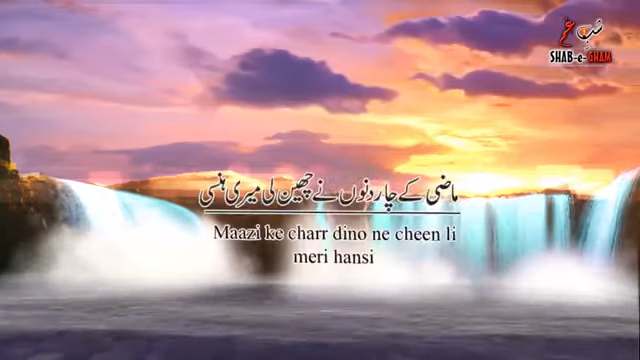 شبِ غم
SHAB-e-GHAM
ماضی کے چار دنوں نے چھین لی میری ہنسی
Maazi ke charr dino ne cheen li
meri hansi